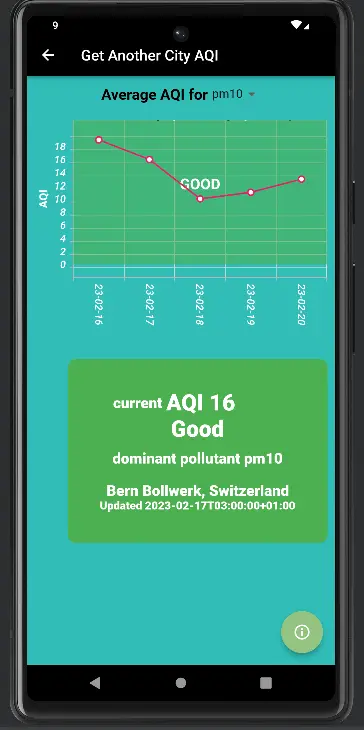 9
Get Another City AQI
Average AQI for pm10
AQI
18
16
14
12
10
8
6
4
2
0
GOOD
23-02-16
23-02-17
23-02-18
23-02-19
23-02-20
current AQI 16
Good
dominant pollutant pm10
Bern Bollwerk, Switzerland
Updated 2023-02-17T03:00:00+01:00